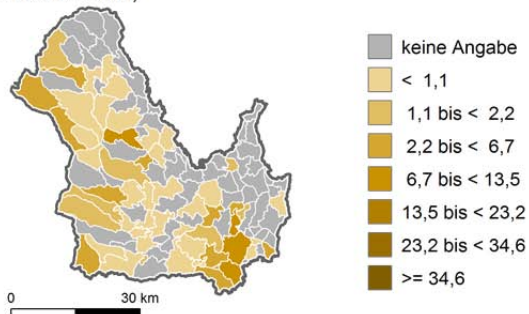 keine Angabe
< 1,1
1,1 bis < 2,2
2,2 bis < 6,7
6,7 bis < 13,5
13,5 bis < 23,2
23,2 bis < 34,6
>= 34,6
0 30 km